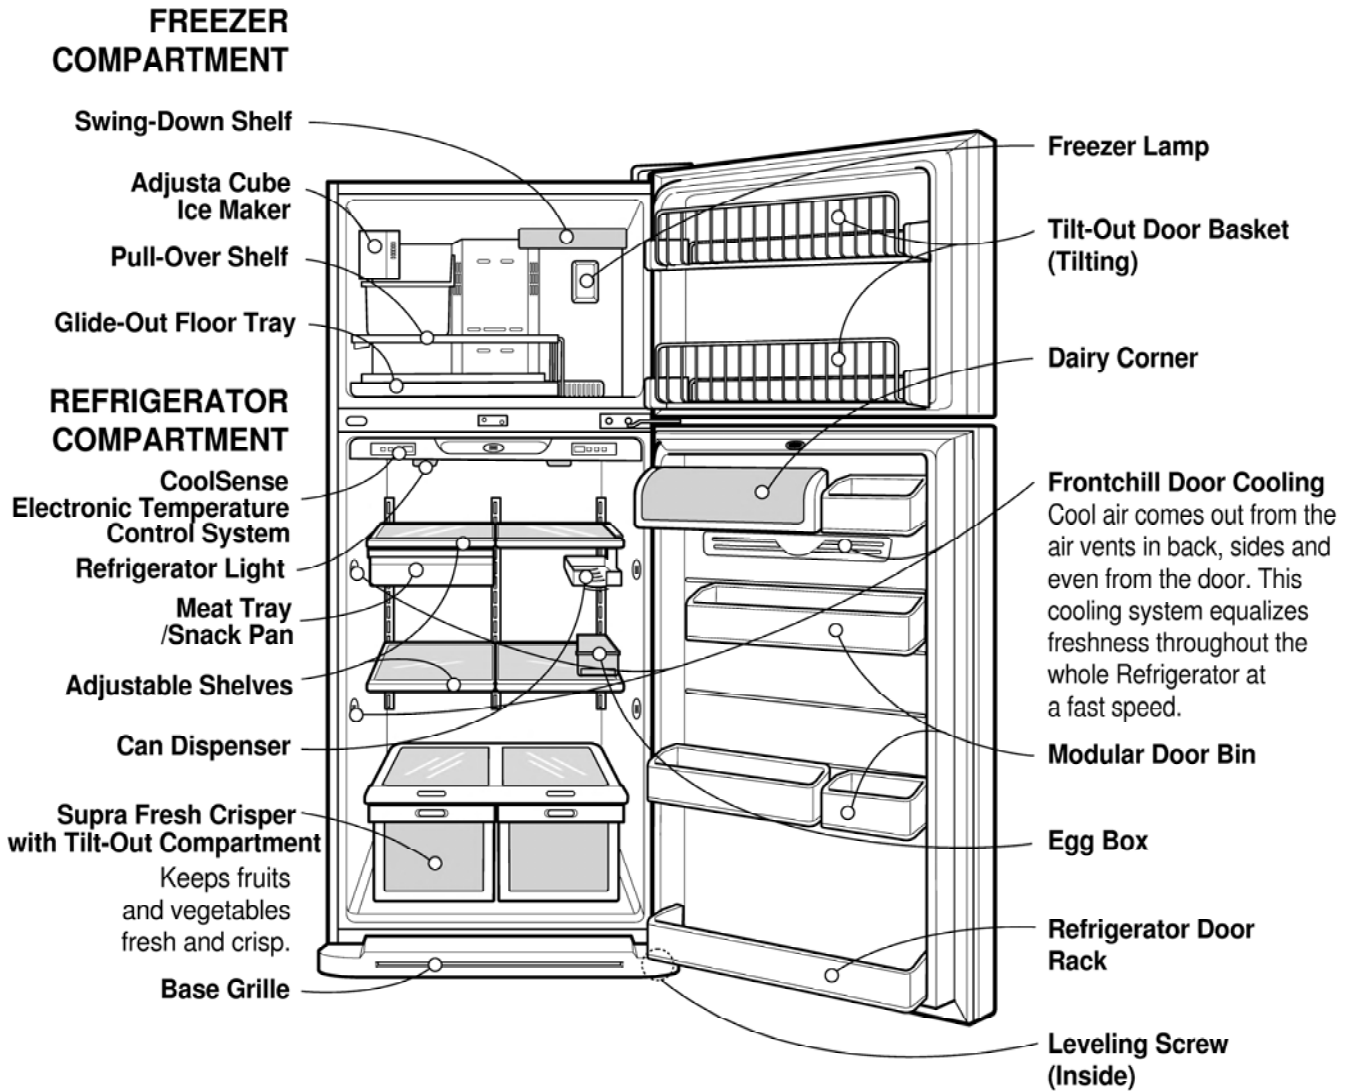 FREEZER
COMPARTMENT
Swing-Down Shelf
Adjusta Cube
Ice Maker
Pull-Over Shelf
Glide-Out Floor Tray
REFRIGERATOR
COMPARTMENT
CoolSense
Electronic Temperature
Control System
Refrigerator Light
Meat Tray
/Snack Pan
Adjustable Shelves
Can Dispenser
Supra Fresh Crisper
with Tilt-Out Compartment
Keeps fruits
and vegetables
fresh and crisp.
Base Grille
Freezer Lamp
Tilt-Out Door Basket
(Tilting)
Dairy Corner
Frontchill Door Cooling
Cool air comes out from the
air vents in back, sides and
even from the door. This
cooling system equalizes
freshness throughout the
whole Refrigerator at
a fast speed.
Modular Door Bin
Egg Box
Refrigerator Door
Rack
Leveling Screw
(Inside)